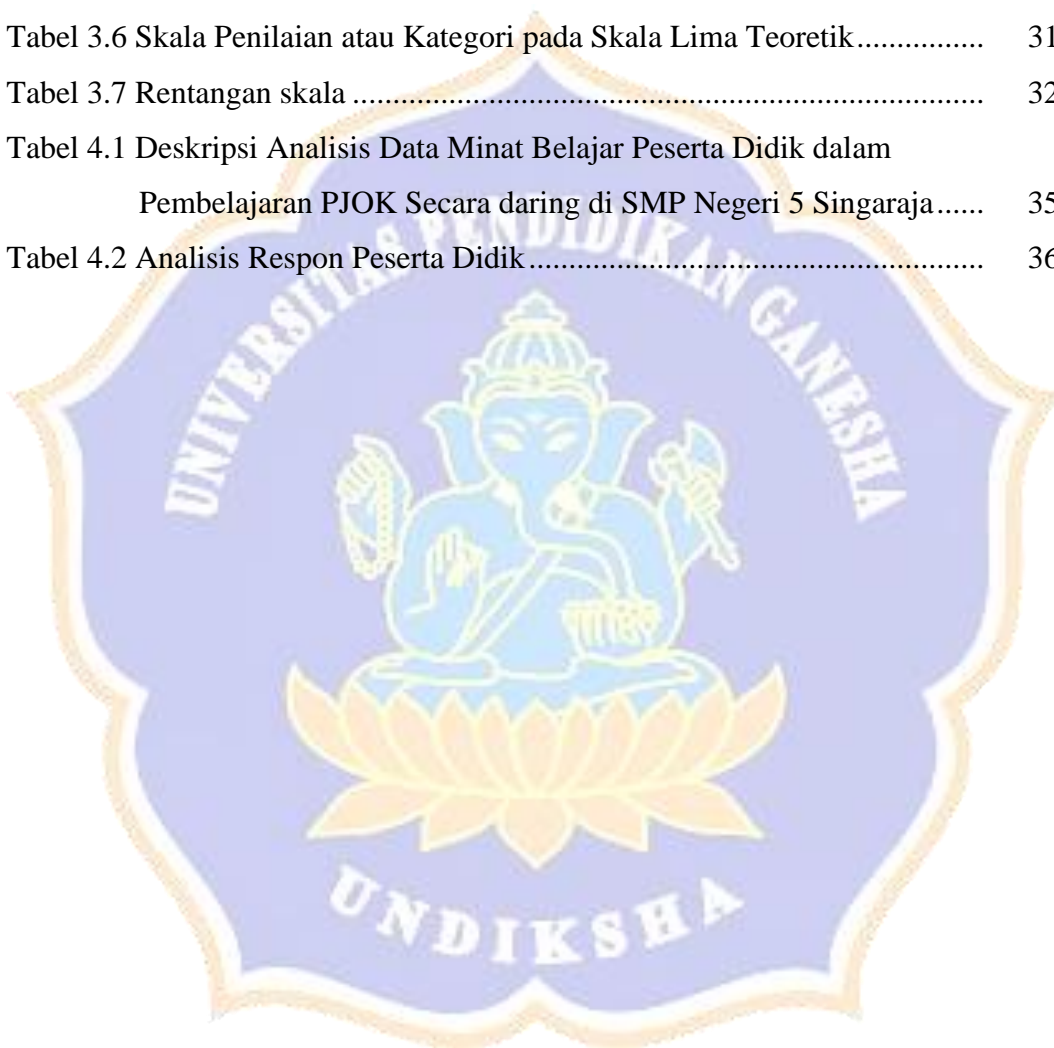 Tabel 3.6 Skala Penilaian atau Kategori pada Skala Lima Teoretik................ 31
Tabel 3.7 Rentangan skala ............................................................................. 32
Tabel 4.1 Deskripsi Analisis Data Minat Belajar Peserta Didik dalam
Pembelajaran PJOK Secara daring di SMP Negeri 5 Singaraja...... 35
Tabel 4.2 Analisis Respon Peserta Didik........................................................ 36
UNIVERSITAS PENDIDIKAN GANESHA
UNDIKSHA